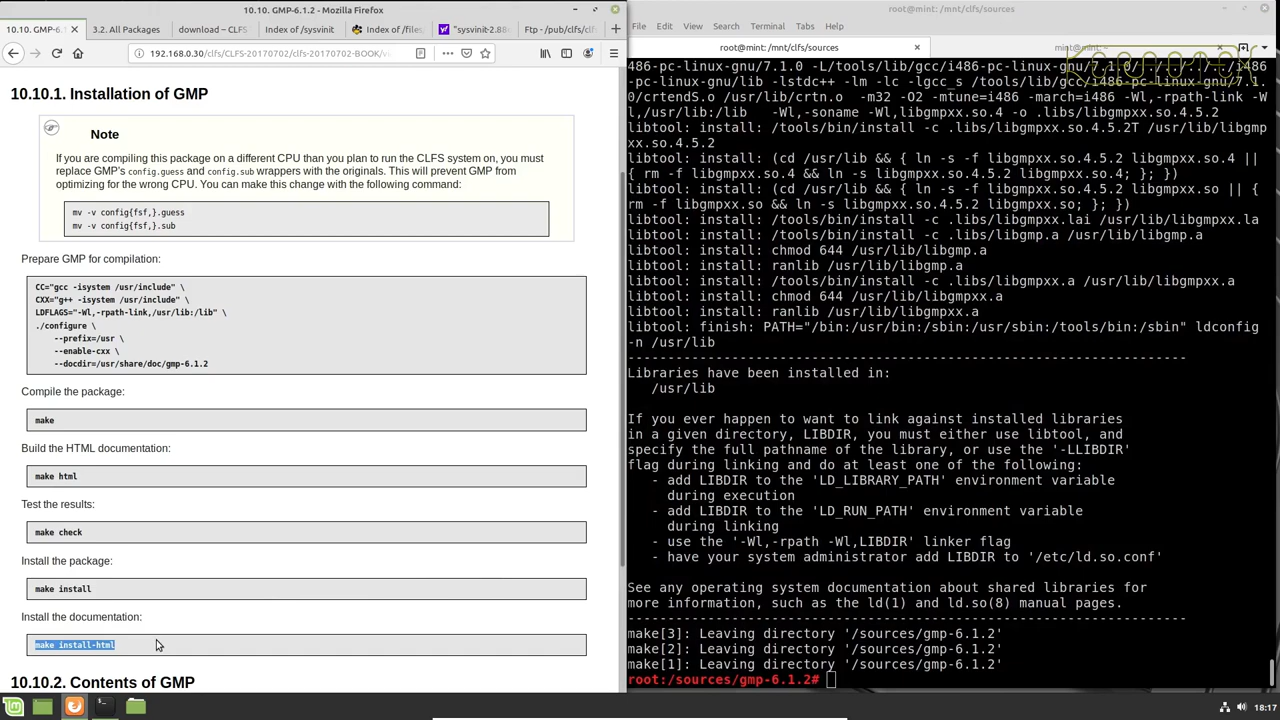 10.10. GMP-6.1.2 - Mozilla Firefox
10.10. GMP-6.1.
3.2. All Packages
download – CLFS
Index of /sysvinit
Index of /files
"sysvinit-2.88
Ftp - /pub/clfs/c
192.168.0.30/clfs/CLFS-20170702/clfs-20170702-BOOK/
10.10.1. Installation of GMP
Note
If you are compiling this package on a different CPU than you plan to run the CLFS system on, you must
replace GMP's config.guess and config.sub wrappers with the originals. This will prevent GMP from
optimizing for the wrong CPU. You can make this change with the following command:
mv -v config{fsf,}.guess
mv -v config{fsf,}.sub
Prepare GMP for compilation:
CC="gcc -isystem /usr/include" \
CXX="g++ -isystem /usr/include" \
LDFLAGS="-Wl,-rpath-link,/usr/lib:/lib" \
./configure \
--prefix=/usr \
--enable-cxx \
--docdir=/usr/share/doc/gmp-6.1.2
Compile the package:
make
Build the HTML documentation:
make html
Test the results:
make check
Install the package:
make install
Install the documentation:
make install-html
10.10.2. Contents of GMP
root@mint: /mnt/clfs/sources
File Edit View Search Terminal Tabs Help
root@mint: /mnt/clfs/sources
root@mint: ~
486-pc-linux-gnu/7.1.0 -L/tools/lib/gcc/i486-pc-linux-gnu/7.1.0/../../../../i486
-pc-linux-gnu/lib -lstdc++ -lm -lc -lgcc_s /tools/lib/gcc/i486-pc-linux-gnu/7.1.
0/crtendS.o /usr/lib/crtn.o  -m32 -O2 -mtune=i486 -march=i486 -Wl,-rpath-link -W
l,/usr/lib:/lib   -Wl,-soname -Wl,libgmpxx.so.4 -o .libs/libgmpxx.so.4.5.2
libtool: install: /tools/bin/install -c .libs/libgmpxx.so.4.5.2T /usr/lib/libgmp
xx.so.4.5.2
libtool: install: (cd /usr/lib && { ln -s -f libgmpxx.so.4.5.2 libgmpxx.so.4 ||
{ rm -f libgmpxx.so.4 && ln -s libgmpxx.so.4.5.2 libgmpxx.so.4; }; })
libtool: install: (cd /usr/lib && { ln -s -f libgmpxx.so.4.5.2 libgmpxx.so || {
rm -f libgmpxx.so && ln -s libgmpxx.so.4.5.2 libgmpxx.so; }; })
libtool: install: /tools/bin/install -c .libs/libgmpxx.lai /usr/lib/libgmpxx.la
libtool: install: /tools/bin/install -c .libs/libgmp.a /usr/lib/libgmp.a
libtool: install: chmod 644 /usr/lib/libgmp.a
libtool: install: ranlib /usr/lib/libgmp.a
libtool: install: /tools/bin/install -c .libs/libgmpxx.a /usr/lib/libgmpxx.a
libtool: install: chmod 644 /usr/lib/libgmpxx.a
libtool: install: ranlib /usr/lib/libgmpxx.a
libtool: finish: PATH="/bin:/usr/bin:/sbin:/usr/sbin:/tools/bin:/sbin" ldconfig
-n /usr/lib
----------------------------------------------------------------------
Libraries have been installed in:
/usr/lib
If you ever happen to want to link against installed libraries
in a given directory, LIBDIR, you must either use libtool, and
specify the full pathname of the library, or use the '-LLIBDIR'
flag during linking and do at least one of the following:
- add LIBDIR to the 'LD_LIBRARY_PATH' environment variable
during execution
- add LIBDIR to the 'LD_RUN_PATH' environment variable
during linking
- use the '-Wl,-rpath -Wl,LIBDIR' linker flag
- have your system administrator add LIBDIR to '/etc/ld.so.conf'
See any operating system documentation about shared libraries for
more information, such as the ld(1) and ld.so(8) manual pages.
----------------------------------------------------------------------
make[3]: Leaving directory '/sources/gmp-6.1.2'
make[2]: Leaving directory '/sources/gmp-6.1.2'
make[1]: Leaving directory '/sources/gmp-6.1.2'
root:/sources/gmp-6.1.2#
18:17